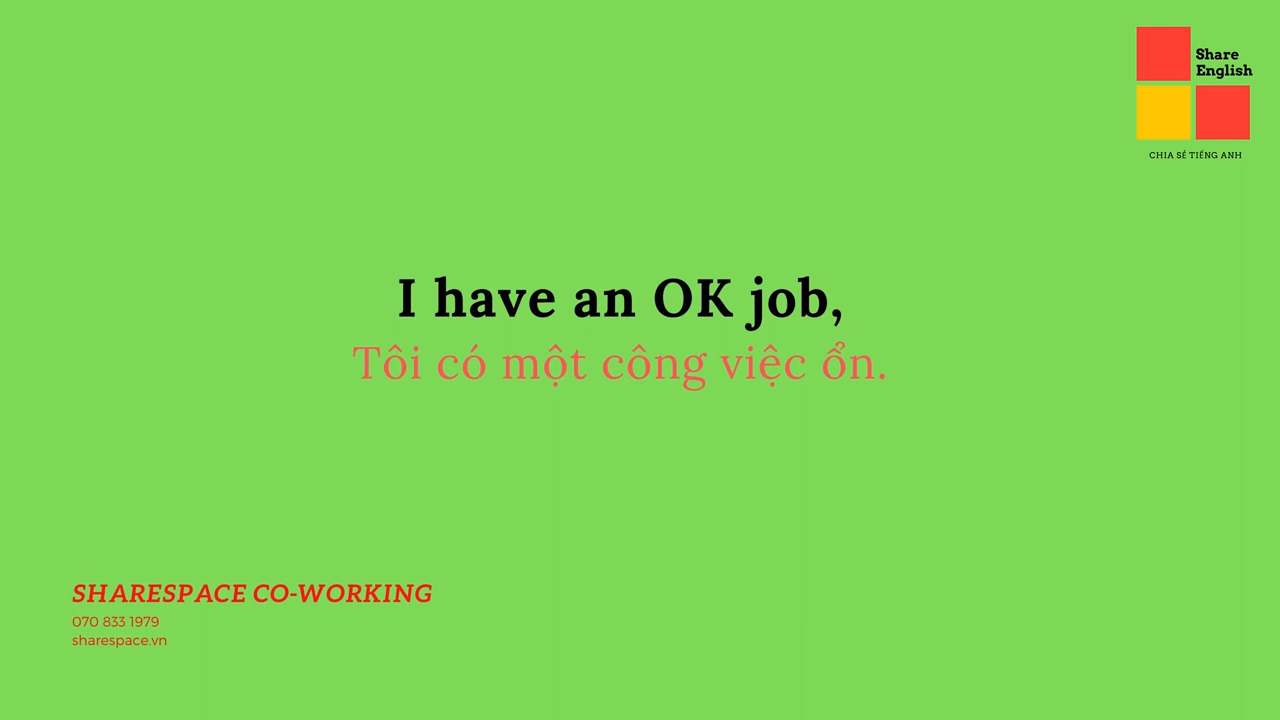 Share
English
CHIA SẺ TIẾNG ANH
I have an OK job,
Tôi có một công việc ổn.
SHARESPACE CO-WORKING
070 833 1979
sharespace.vn